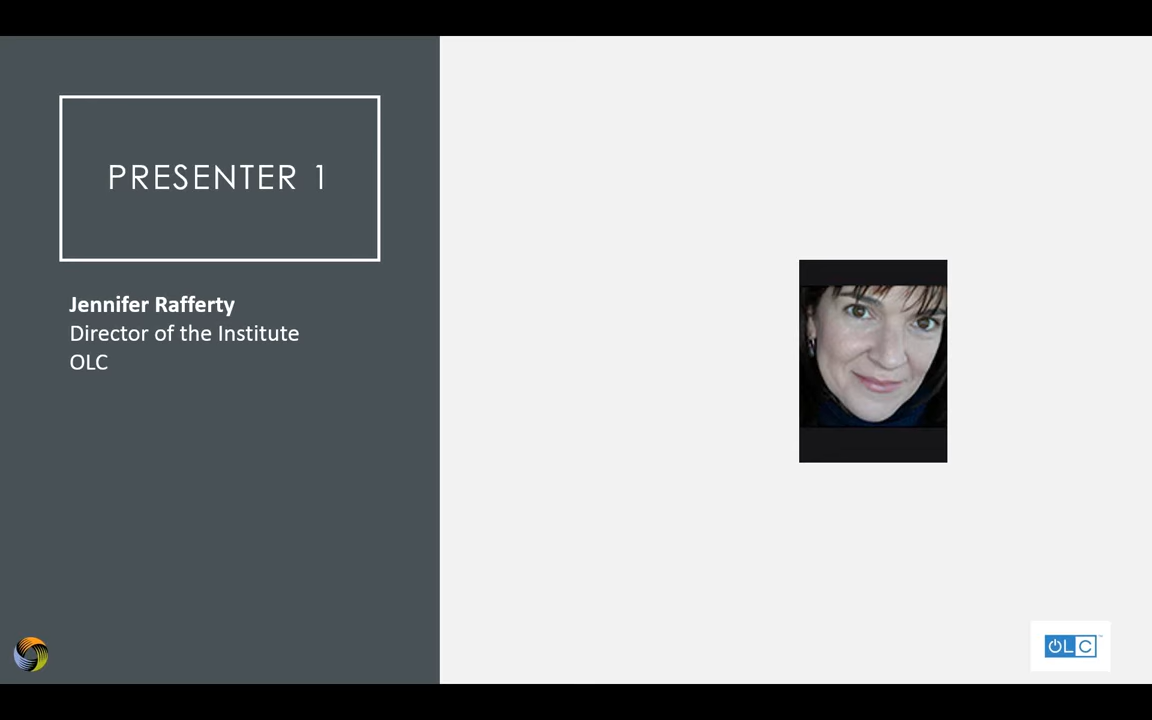 PRESENTER 1
Jennifer Rafferty
Director of the Institute
OLC
OLC